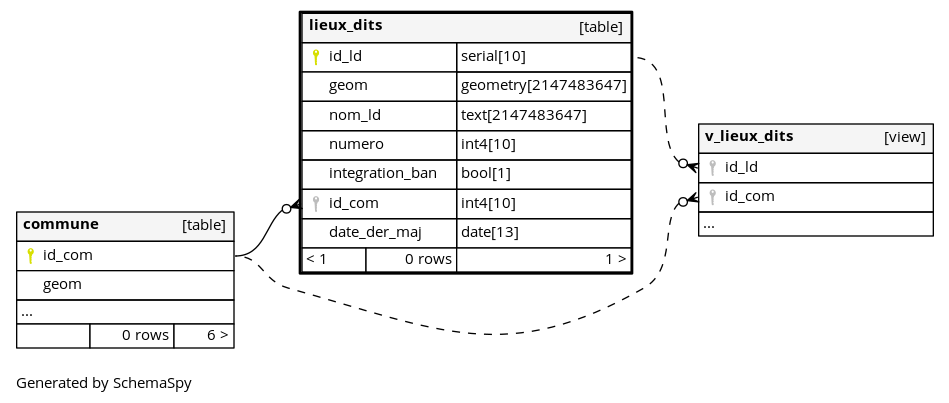 lieux_dits [table]
id_ld serial[10]
geom geometry[2147483647]
nom_ld text[2147483647]
numero int4[10]
integration_ban bool[1]
id_com int4[10]
date_der_maj date[13]
< 1 0 rows 1 >
v_lieux_dits [view]
id_ld
id_com
...
commune [table]
id_com
geom
...
0 rows 6 >
Generated by SchemaSpy